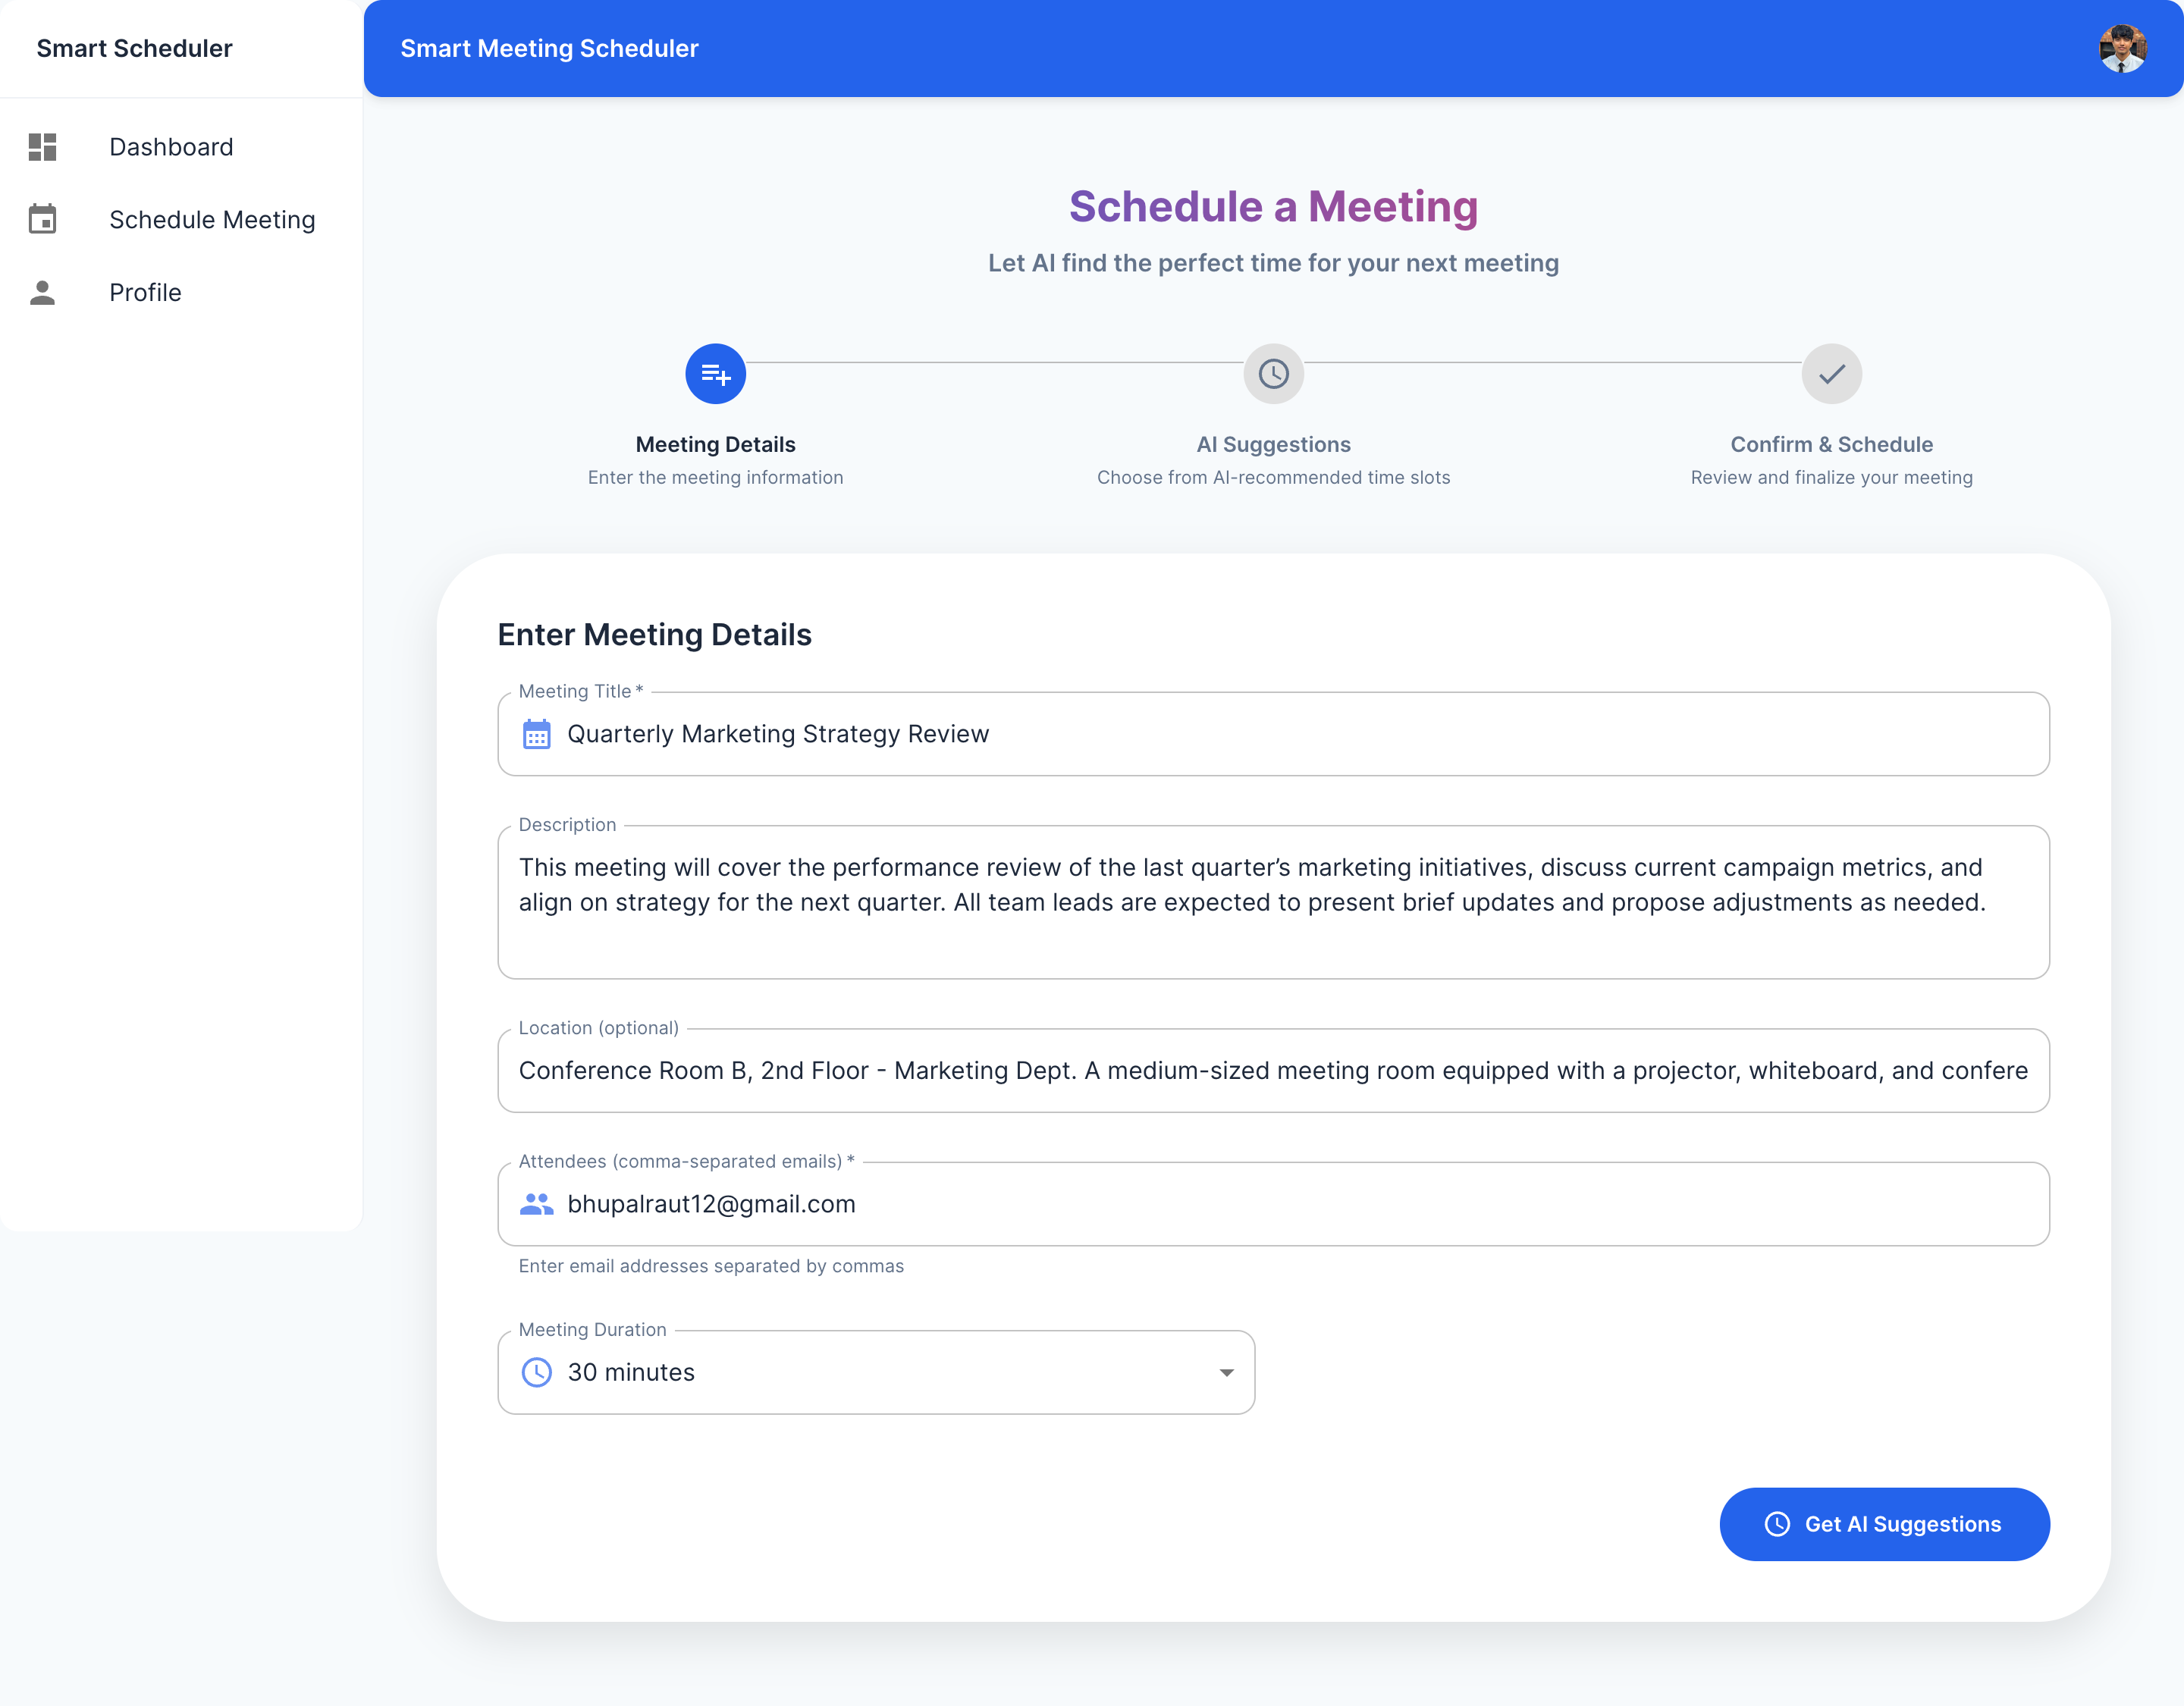 Smart Scheduler
Dashboard
Schedule Meeting
Profile
Smart Meeting Scheduler
Schedule a Meeting
Let AI find the perfect time for your next meeting
Meeting Details
Enter the meeting information
AI Suggestions
Choose from AI-recommended time slots
Confirm & Schedule
Review and finalize your meeting
Enter Meeting Details
Meeting Title *
Quarterly Marketing Strategy Review
Description
This meeting will cover the performance review of the last quarter’s marketing initiatives, discuss current campaign metrics, and
align on strategy for the next quarter. All team leads are expected to present brief updates and propose adjustments as needed.
Location (optional)
Conference Room B, 2nd Floor - Marketing Dept. A medium-sized meeting room equipped with a projector, whiteboard, and confere
Attendees (comma-separated emails) *
bhupalraut12@gmail.com
Enter email addresses separated by commas
Meeting Duration
30 minutes
Get AI Suggestions